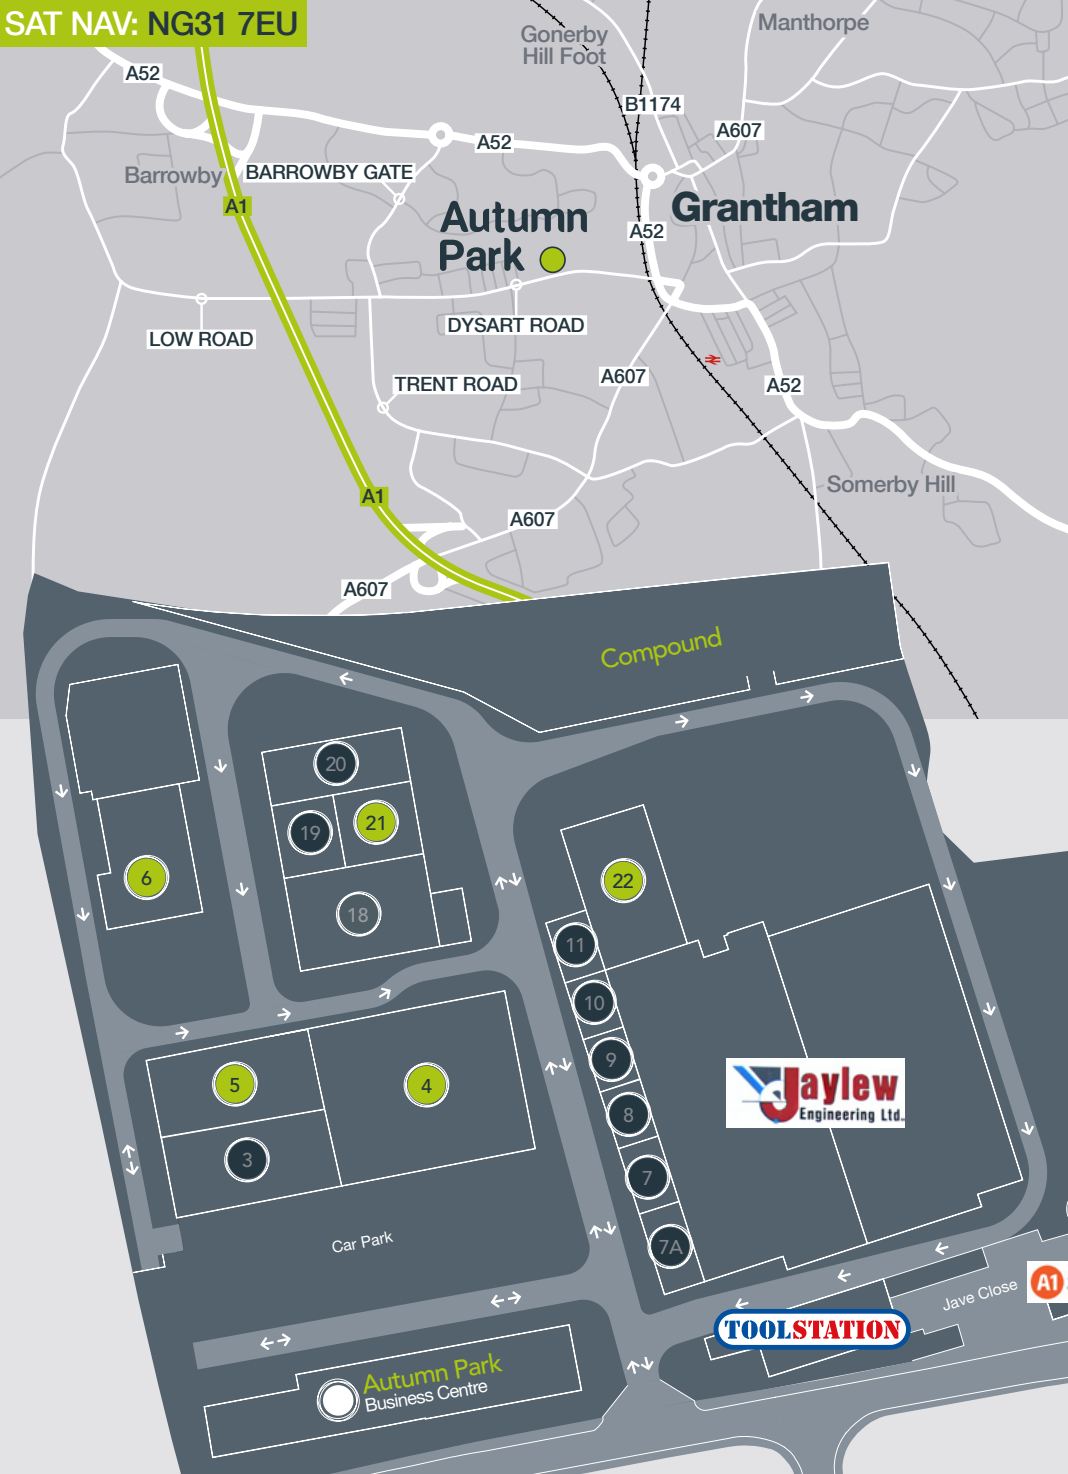 SAT NAV: NG31 7EU
Gonerby
Hill Foot
Manthorpe
A52
B1174
A607
A52
Barrowby
BARROWBY GATE
A1
Autumn
Park
Grantham
A52
LOW ROAD
DYSART ROAD
TRENT ROAD
A607
A52
Somerby Hill
A1
A607
A607
Compound
20
19
21
6
18
22
11
10
9
8
7
7A
5
4
3
Jaylew
Engineering Ltd.
Car Park
Jave Close
A1
TOOLSTATION
Autumn Park
Business Centre